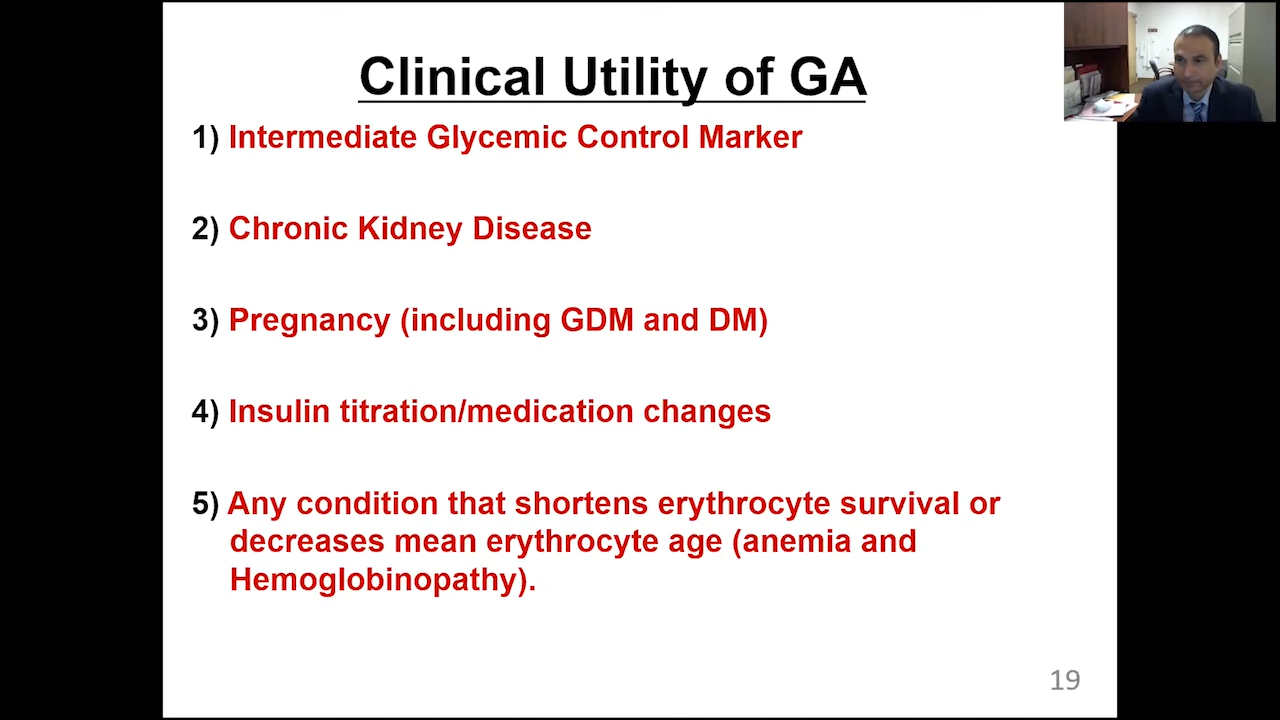 Clinical Utility of GA
1) Intermediate Glycemic Control Marker
2) Chronic Kidney Disease
3) Pregnancy (including GDM and DM)
4) Insulin titration/medication changes
5) Any condition that shortens erythrocyte survival or
decreases mean erythrocyte age (anemia and
Hemoglobinopathy).
19